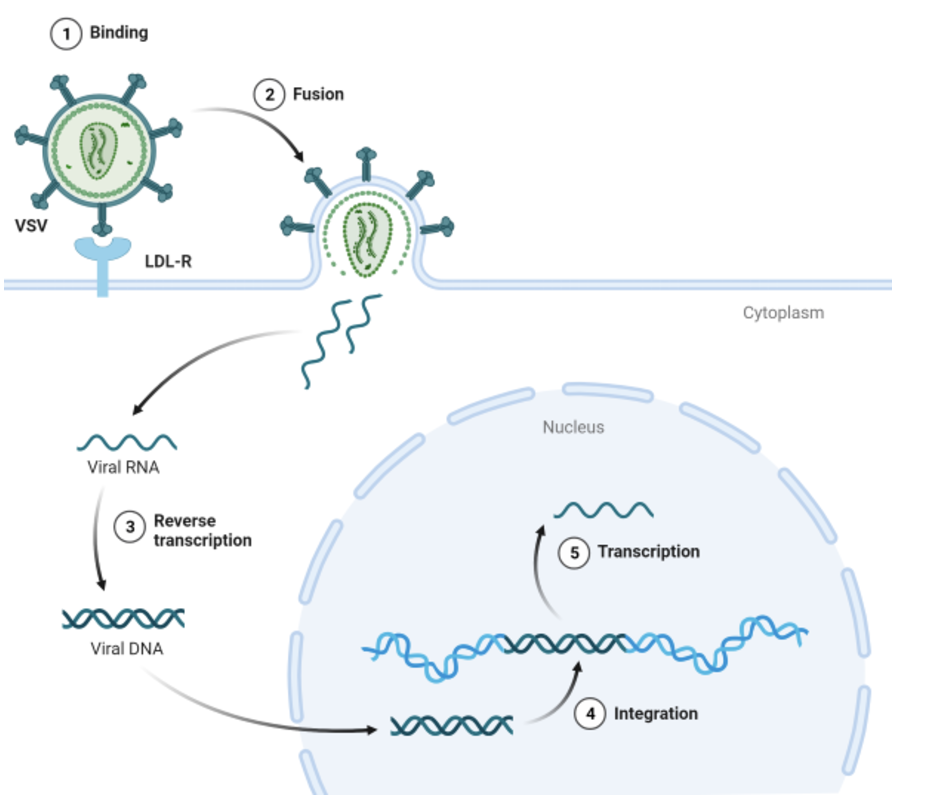 1 Binding
2 Fusion
VSV
LDL-R
Cytoplasm
Nucleus
Viral RNA
3 Reverse
transcription
5 Transcription
Viral DNA
4 Integration